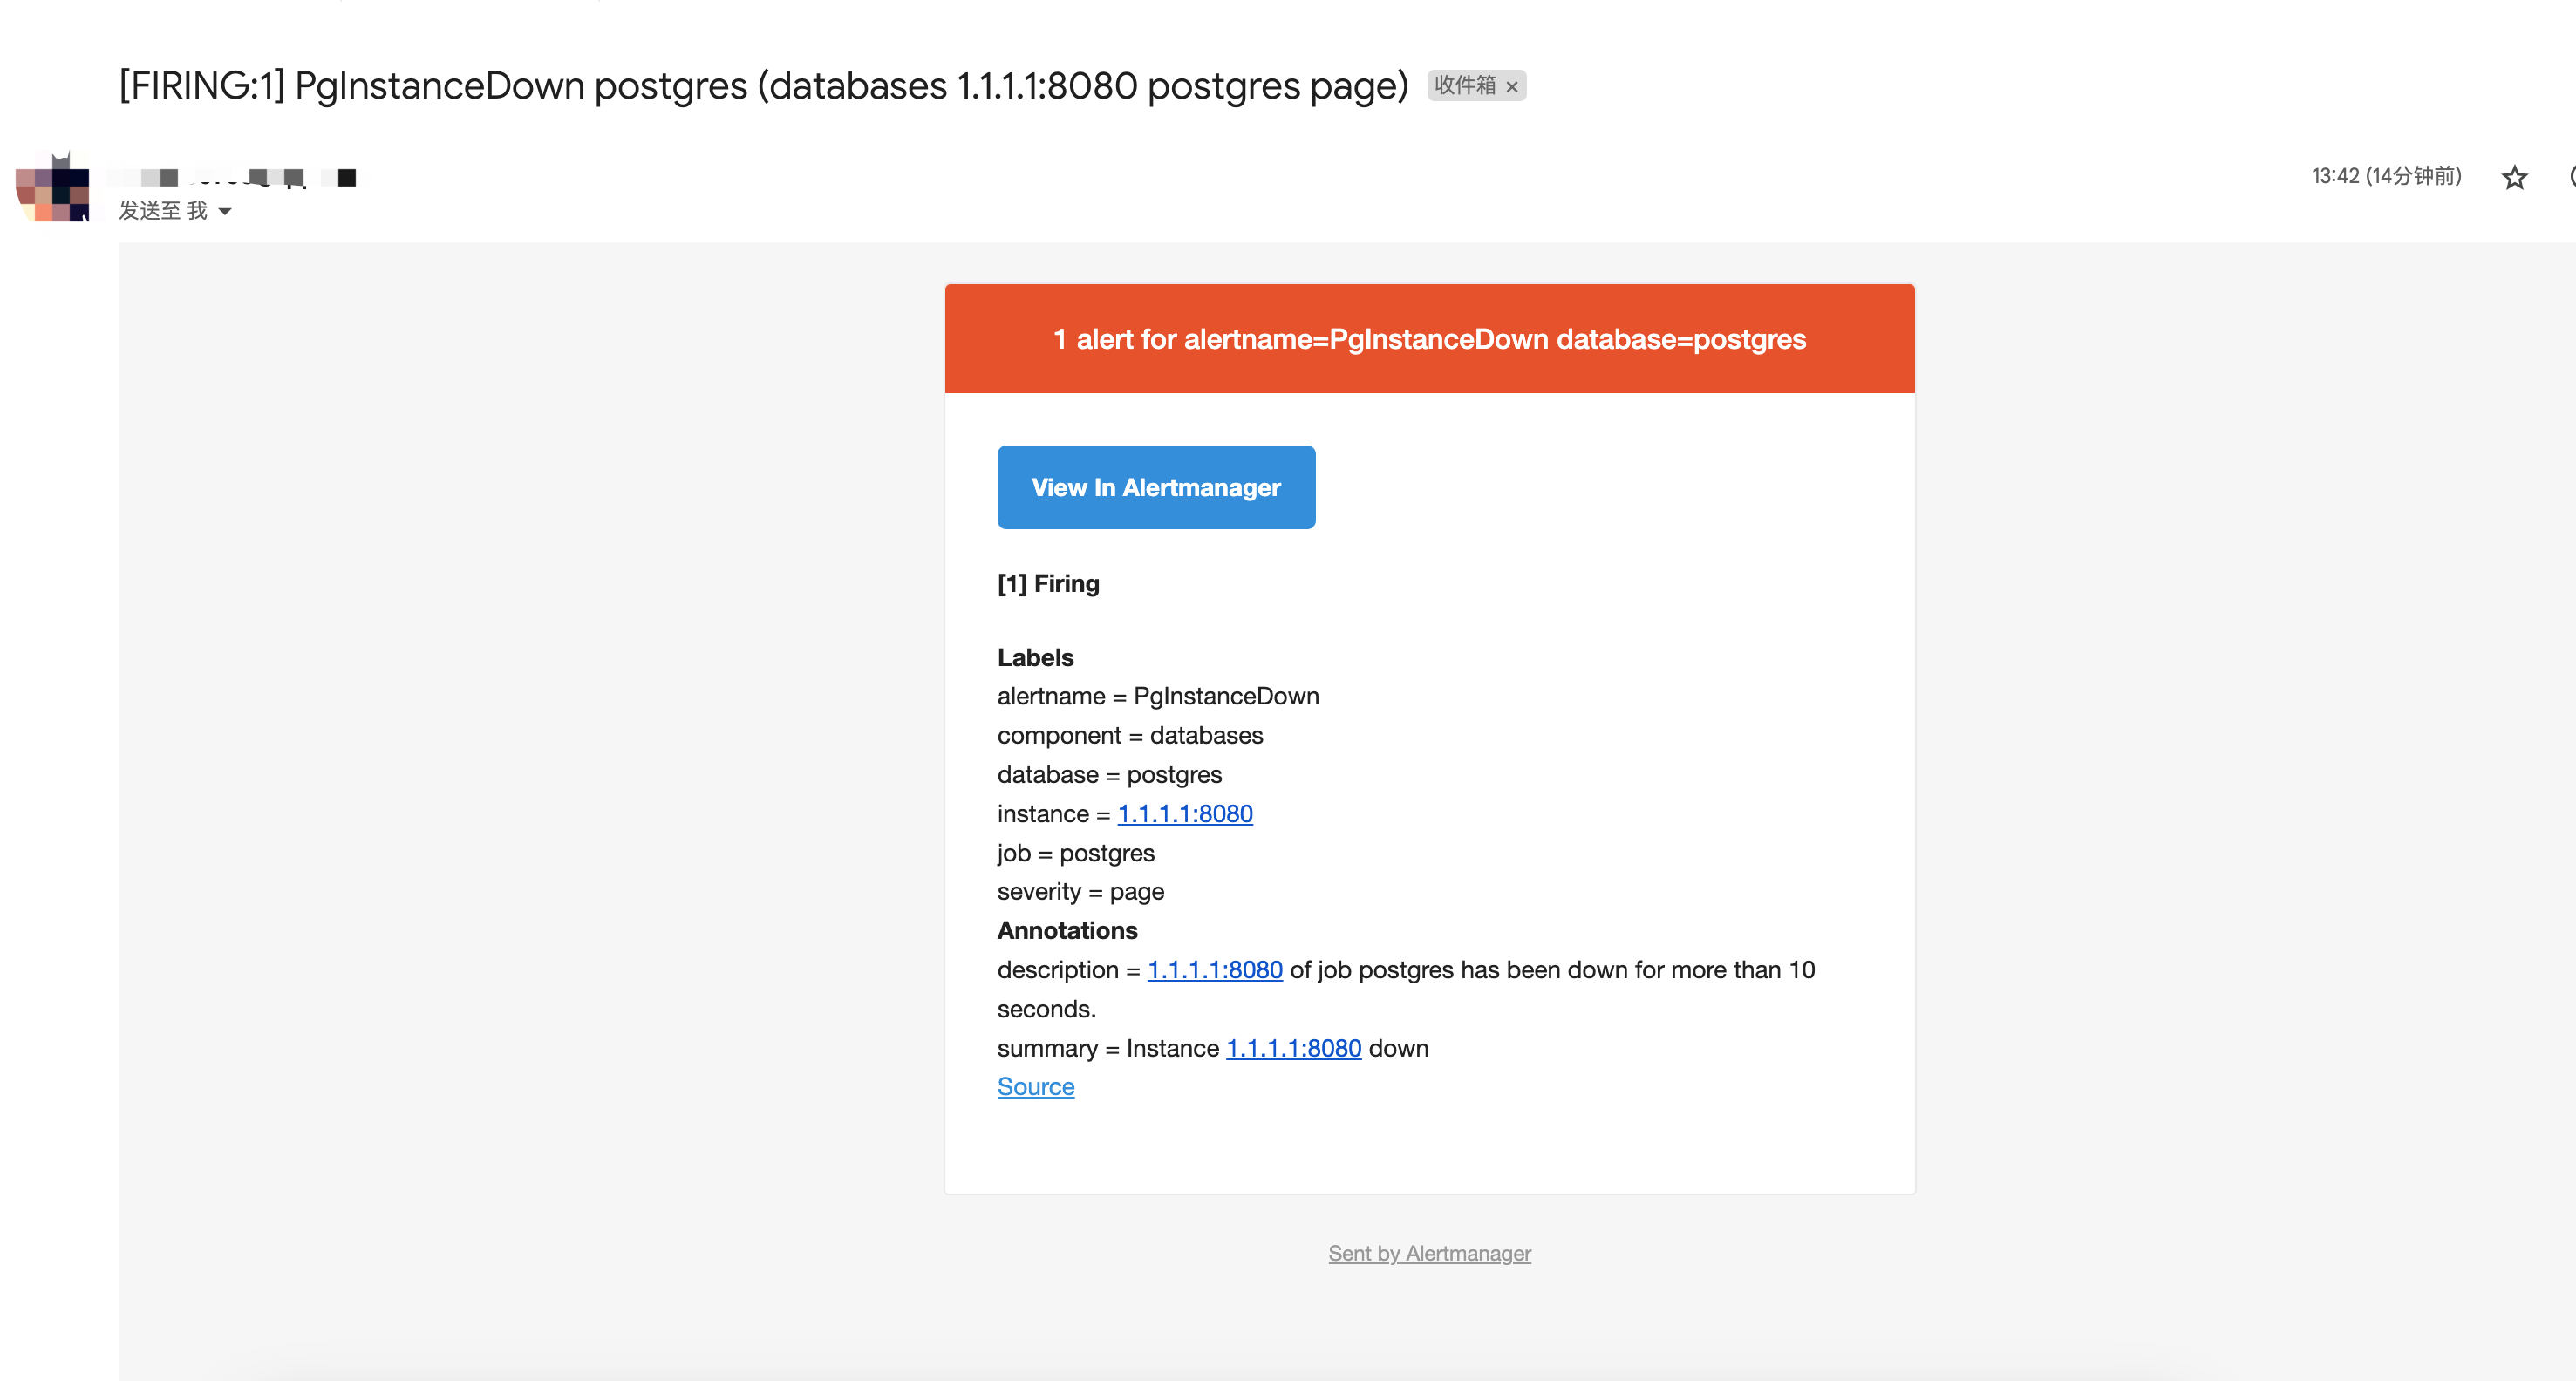 [FIRING:1] PgInstanceDown postgres (databases 1.1.1.1:8080 postgres page) 收件箱 ×
13:42 (14分钟前)
发送至 我
1 alert for alertname=PgInstanceDown database=postgres
View In Alertmanager
[1] Firing
Labels
alertname = PgInstanceDown
component = databases
database = postgres
instance = 1.1.1.1:8080
job = postgres
severity = page
Annotations
description = 1.1.1.1:8080 of job postgres has been down for more than 10
seconds.
summary = Instance 1.1.1.1:8080 down
Source
Sent by Alertmanager